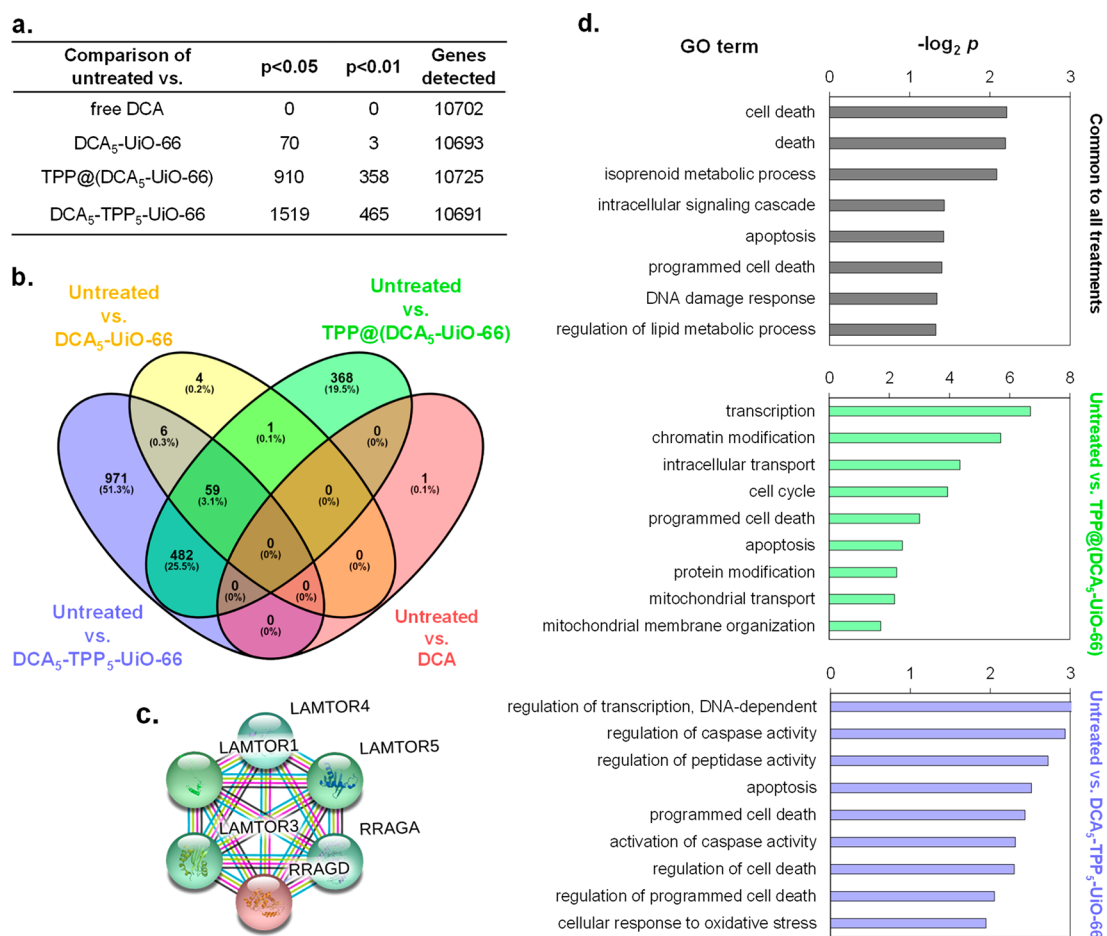 a.
Comparison of untreated vs. p<0.05 p<0.01 Genes detected
free DCA 0 0 10702
DCA₅-UiO-66 70 3 10693
TPP@(DCA₅-UiO-66) 910 358 10725
DCA₅-TPP₅-UiO-66 1519 465 10691
b.
Untreated
vs.
DCA₅-UiO-66
Untreated
vs.
TPP@(DCA₅-UiO-66)
4
(0.2%)
368
(19.5%)
6
(0.3%)
1
(0.1%)
0
(0%)
971
(51.3%)
59
(3.1%)
0
(0%)
1
(0.1%)
482
(25.5%)
0
(0%)
0
(0%)
0
(0%)
0
(0%)
0
(0%)
Untreated
vs.
DCA₅-TPP₅-UiO-66
Untreated
vs.
DCA
c.
LAMTOR4
LAMTOR1
LAMTOR5
LAMTOR3
RRAGA
RRAGD
d.
GO term -log₂ p
0 1 2 3
cell death
death
isoprenoid metabolic process
intracellular signaling cascade
apoptosis
programmed cell death
DNA damage response
regulation of lipid metabolic process
Common to all treatments
0 2 4 6 8
transcription
chromatin modification
intracellular transport
cell cycle
programmed cell death
apoptosis
protein modification
mitochondrial transport
mitochondrial membrane organization
Untreated vs. TPP@(DCA₅-UiO-66)
0 1 2 3
regulation of transcription, DNA-dependent
regulation of caspase activity
regulation of peptidase activity
apoptosis
programmed cell death
activation of caspase activity
regulation of cell death
regulation of programmed cell death
cellular response to oxidative stress
Untreated vs. DCA₅-TPP₅-UiO-66